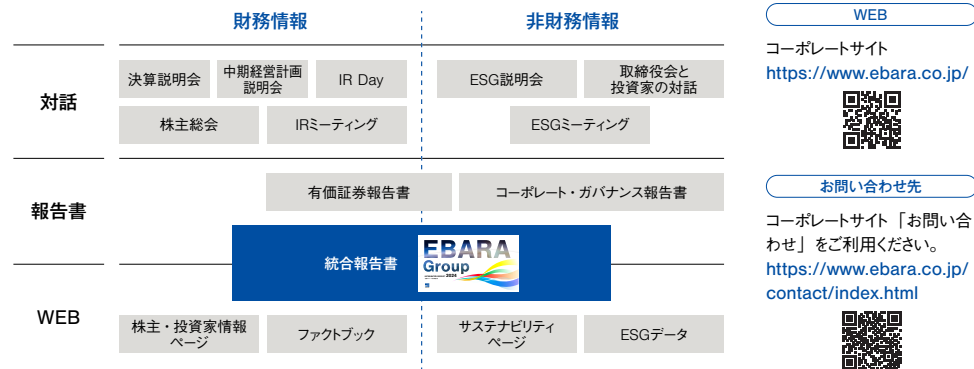 財務情報
非財務情報
対話
決算説明会
中期経営計画
説明会
IR Day
ESG説明会
取締役会と
投資家の対話
株主総会
IRミーティング
ESGミーティング
報告書
有価証券報告書
コーポレート・ガバナンス報告書
統合報告書
EBARA
Group
2024
WEB
株主・投資家情報
ページ
ファクトブック
サステナビリティ
ページ
ESGデータ
WEB
コーポレートサイト
https://www.ebara.co.jp/
お問い合わせ先
コーポレートサイト「お問い合
わせ」をご利用ください。
https://www.ebara.co.jp/
contact/index.html